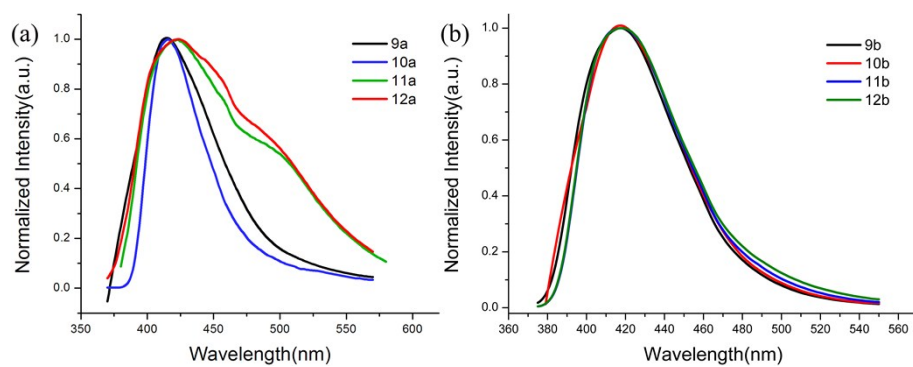 (a)
Normalized Intensity(a.u.)
1.0
0.8
0.6
0.4
0.2
0.0
9a
10a
11a
12a
350 400 450 500 550 600
Wavelength(nm)
(b)
Normalized Intensity(a.u.)
1.0
0.8
0.6
0.4
0.2
0.0
9b
10b
11b
12b
360 380 400 420 440 460 480 500 520 540 560
Wavelength(nm)